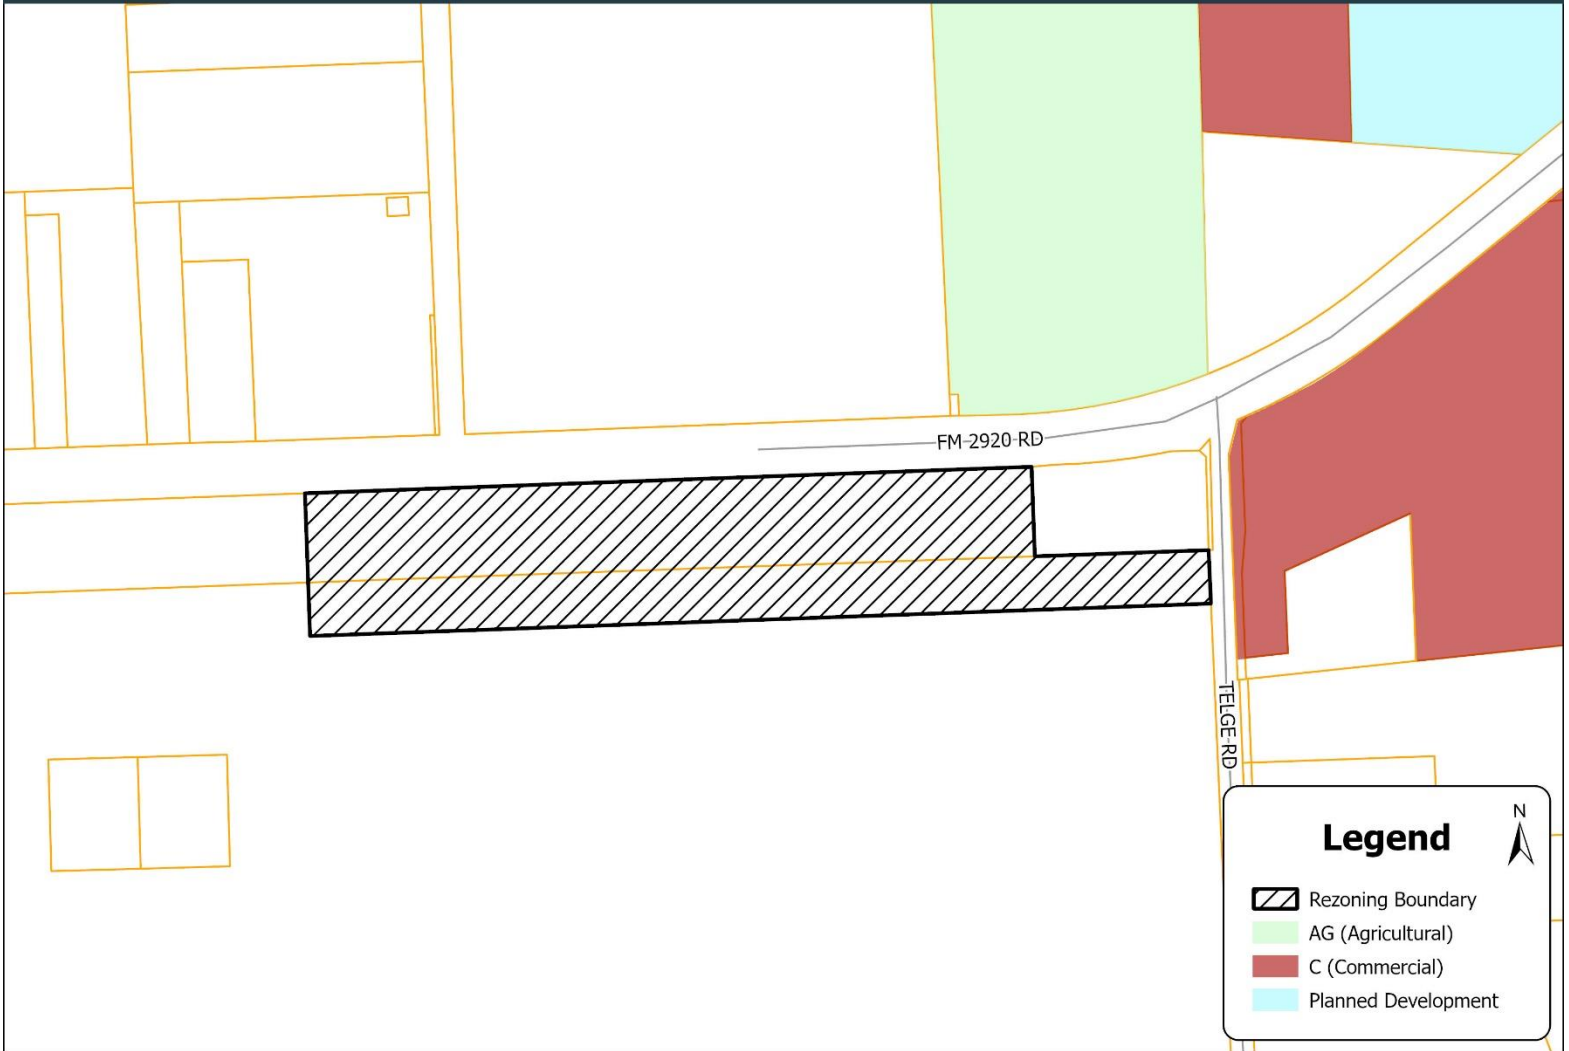 FM 2920 RD
TELGE RD
N
Legend
Rezoning Boundary
AG (Agricultural)
C (Commercial)
Planned Development